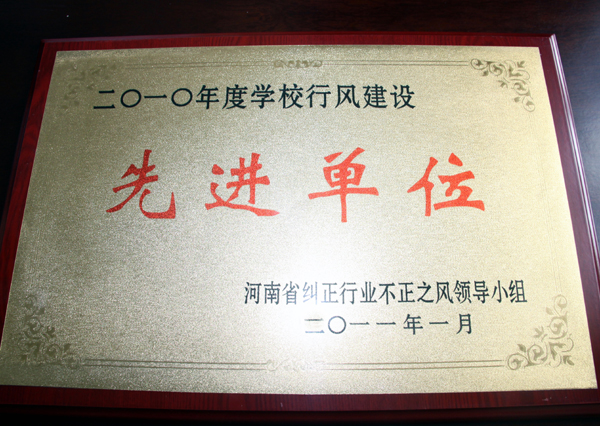 二〇一〇年度学校行风建设
先进单位
河南省纠正行业不正之风领导小组
二〇一一年一月